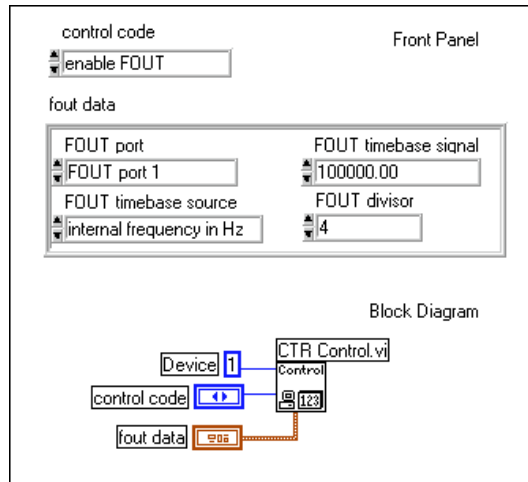 control code
Front Panel
enable FOUT
fout data
FOUT port
FOUT timebase signal
FOUT port 1
100000.00
FOUT timebase source
FOUT divisor
internal frequency in Hz
4
Block Diagram
CTR Control.vi
Device 1
Control
123
control code
fout data